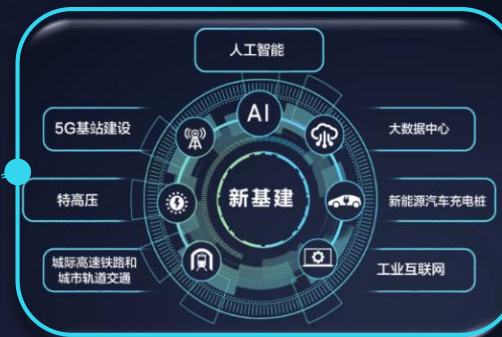 人工智能
AI
5G基站建设
大数据中心
特高压
新基建
新能源汽车充电桩
城际高速铁路和
城市轨道交通
工业互联网